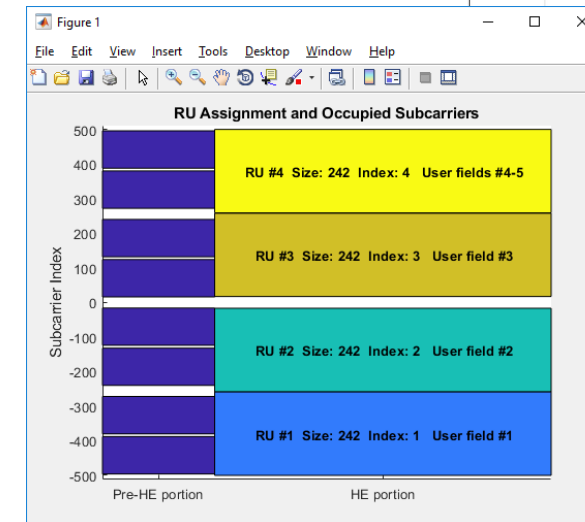 Figure 1
File Edit View Insert Tools Desktop Window Help
RU Assignment and Occupied Subcarriers
Subcarrier Index
500
400
300
200
100
0
-100
-200
-300
-400
-500
RU #4 Size: 242 Index: 4 User fields #4-5
RU #3 Size: 242 Index: 3 User field #3
RU #2 Size: 242 Index: 2 User field #2
RU #1 Size: 242 Index: 1 User field #1
Pre-HE portion HE portion